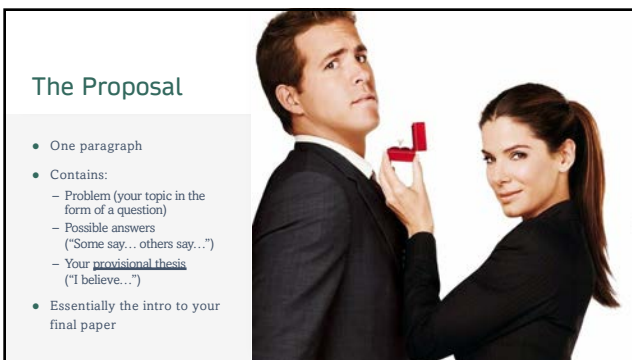 The Proposal
● One paragraph
● Contains:
– Problem (your topic in the
form of a question)
– Possible answers
(“Some say… others say…”)
– Your provisional thesis
(“I believe…”)
● Essentially the intro to your
final paper